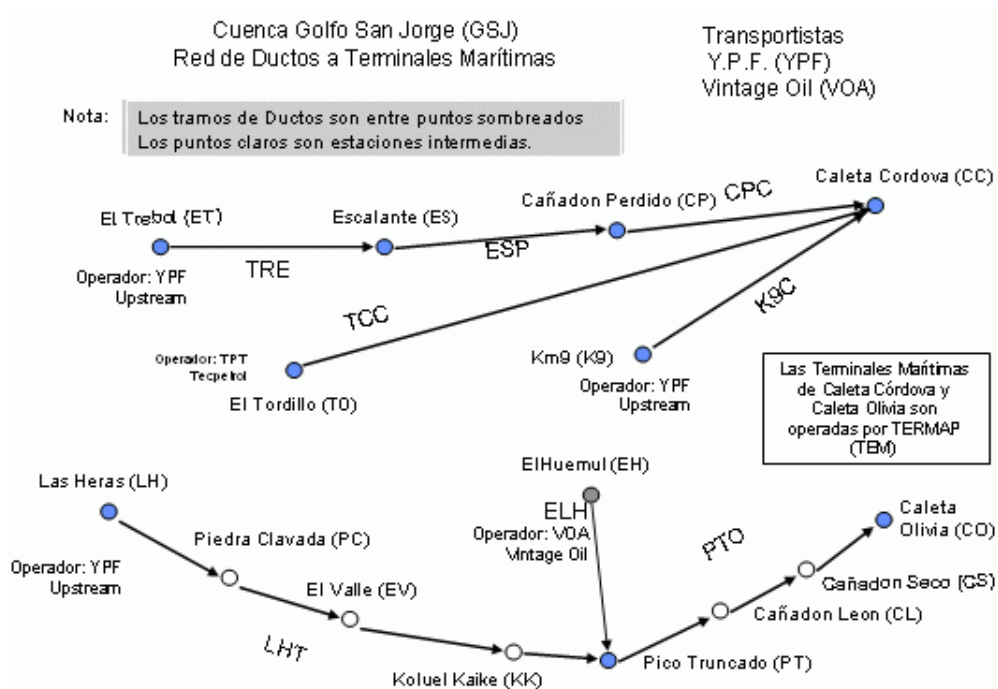 Cuenca Golfo San Jorge (GSJ)
Red de Ductos a Terminales Marítimas
Transportistas
Y.P.F. (YPF)
Vintage Oil (VOA)
Nota:
Los tramos de Ductos son entre puntos sombreados
Los puntos claros son estaciones intermedias.
Caleta Cordova (CC)
CPC
Cañadon Perdido (CP)
Escalante (ES)
El Trebol (ET)
ESP
TRE
Operador: YPF
Upstream
TCC
K9C
Operador: TPT
Tecpetrol
El Tordillo (TO)
Km9 (K9)
Operador: YPF
Upstream
Las Terminales Marítimas
de Caleta Córdova y
Caleta Olivia son
operadas por TERMAP
(TEM)
Las Heras (LH)
Operador: YPF
Upstream
Piedra Clavada (PC)
El Valle (EV)
LHT
Koluel Kaike (KK)
ElHuemul (EH)
ELH
Operador: VOA
Vintage Oil
Pico Truncado (PT)
PTO
Cañadon Leon (CL)
Cañadon Seco (CS)
Caleta
Olivia (CO)